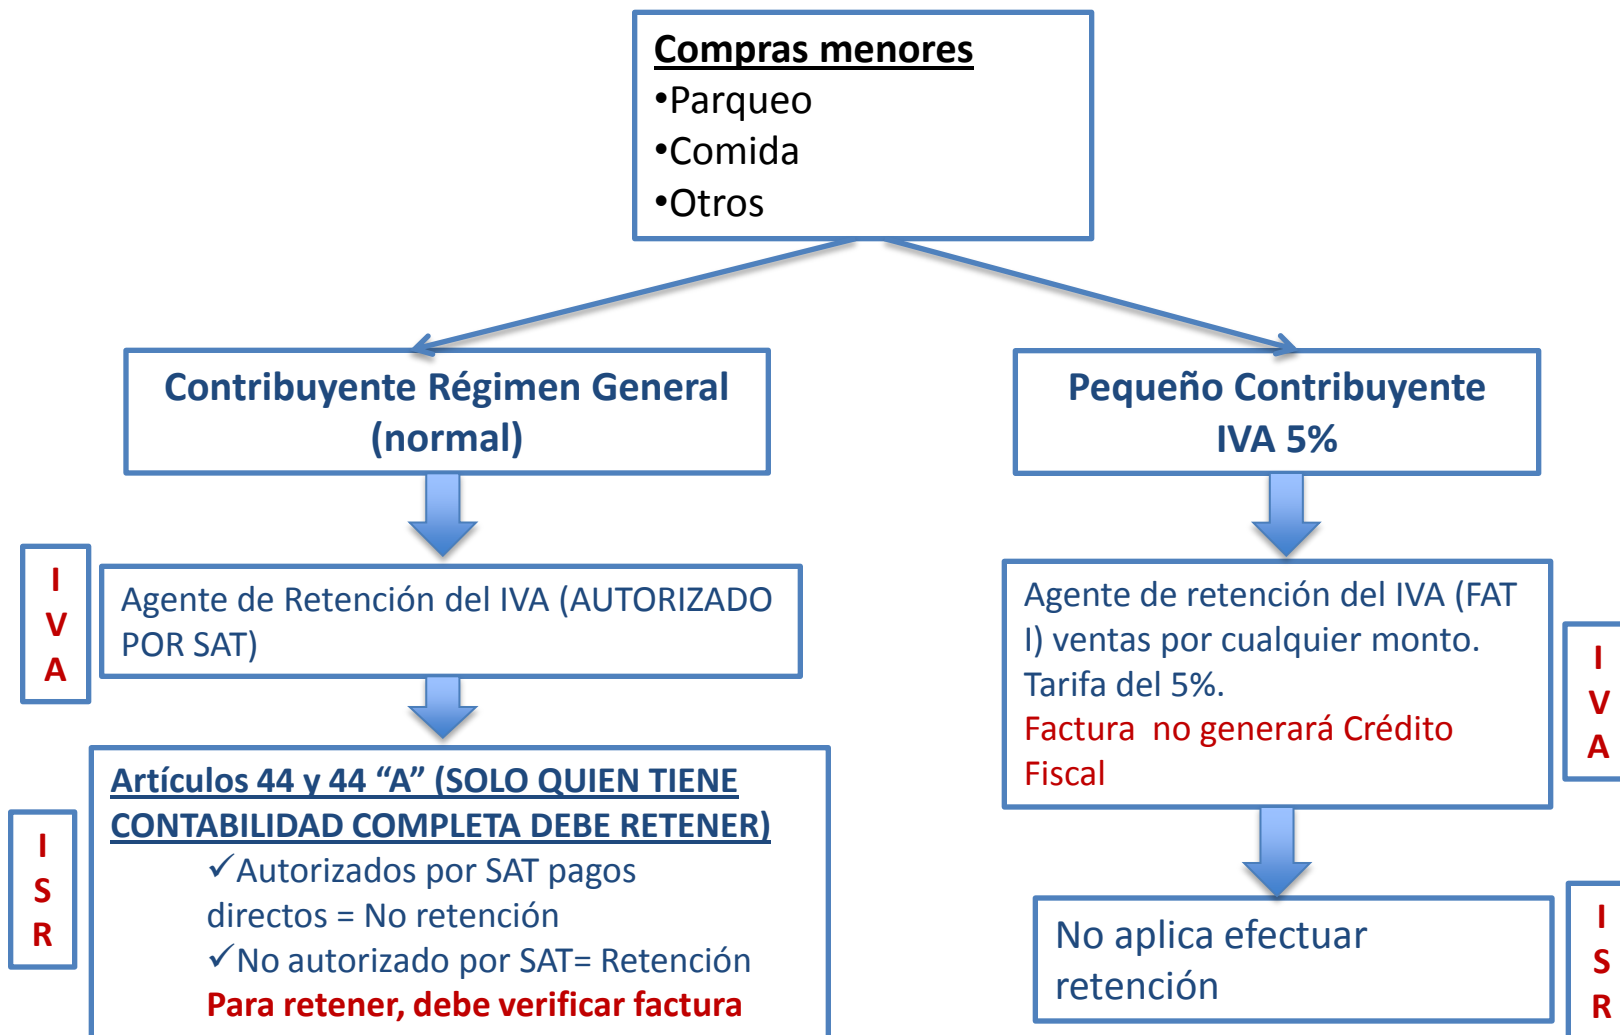 Compras menores
•Parqueo
•Comida
•Otros
Contribuyente Régimen General
(normal)
Pequeño Contribuyente
IVA 5%
I
V
A
Agente de Retención del IVA (AUTORIZADO
POR SAT)
Agente de retención del IVA (FAT
I) ventas por cualquier monto.
Tarifa del 5%.
Factura  no generará Crédito
Fiscal
I
V
A
I
S
R
Artículos 44 y 44 “A” (SOLO QUIEN TIENE
CONTABILIDAD COMPLETA DEBE RETENER)
✓Autorizados por SAT pagos
directos = No retención
✓No autorizado por SAT= Retención
Para retener, debe verificar factura
No aplica efectuar
retención
I
S
R